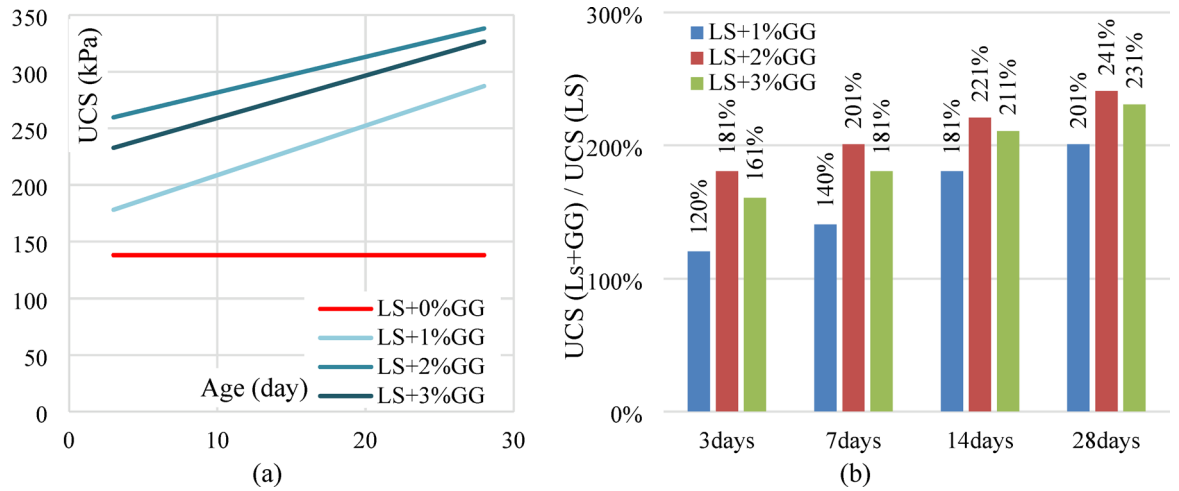 350
300
250
200
150
100
50
0
UCS (kPa)
LS+0%GG
LS+1%GG
LS+2%GG
LS+3%GG
Age (day)
0
10
20
30
(a)
300%
200%
100%
0%
UCS (Ls+GG) / UCS (LS)
LS+1%GG
LS+2%GG
LS+3%GG
120%
181%
161%
140%
201%
181%
181%
221%
211%
201%
241%
231%
3days
7days
14days
28days
(b)